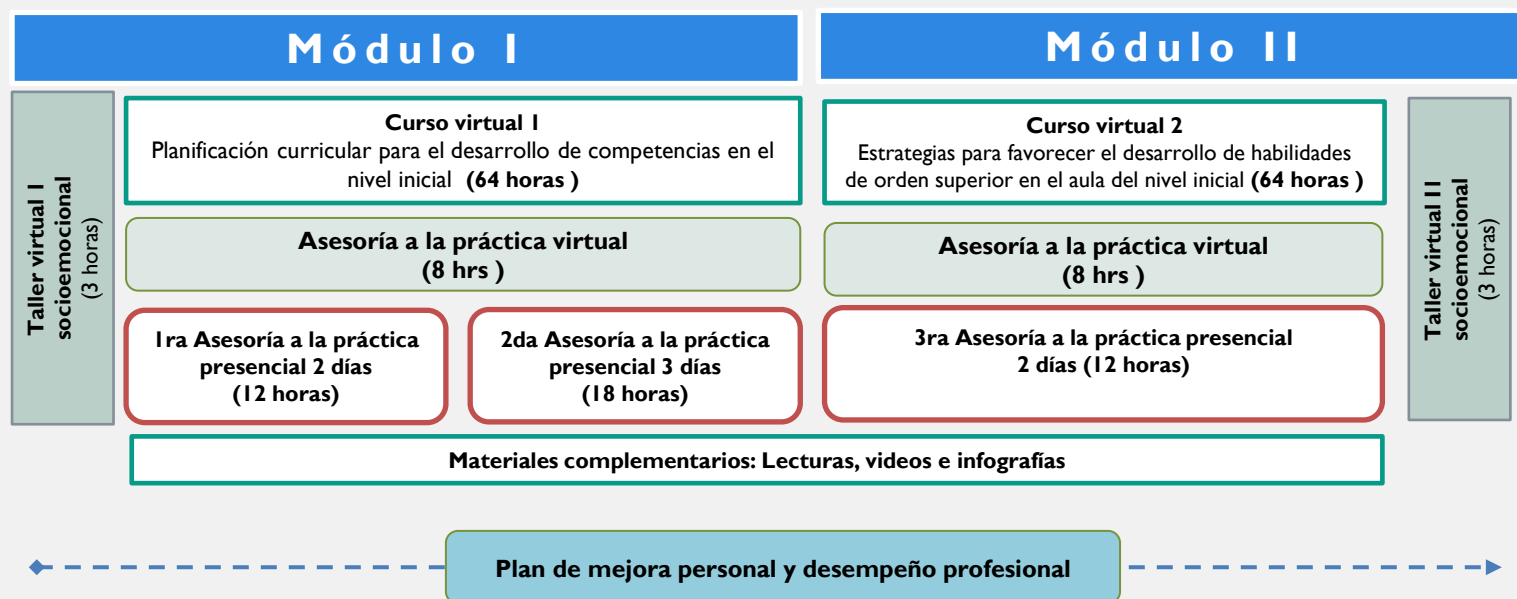 Módulo I
Módulo II
Taller virtual I
socioemocional
(3 horas)
Curso virtual 1
Planificación curricular para el desarrollo de competencias en el
nivel inicial (64 horas )
Curso virtual 2
Estrategias para favorecer el desarrollo de habilidades
de orden superior en el aula del nivel inicial (64 horas )
Taller virtual II
socioemocional
(3 horas)
Asesoría a la práctica virtual
(8 hrs )
Asesoría a la práctica virtual
(8 hrs )
1ra Asesoría a la práctica
presencial 2 días
(12 horas)
2da Asesoría a la práctica
presencial 3 días
(18 horas)
3ra Asesoría a la práctica presencial
2 días (12 horas)
Materiales complementarios: Lecturas, videos e infografías
Plan de mejora personal y desempeño profesional